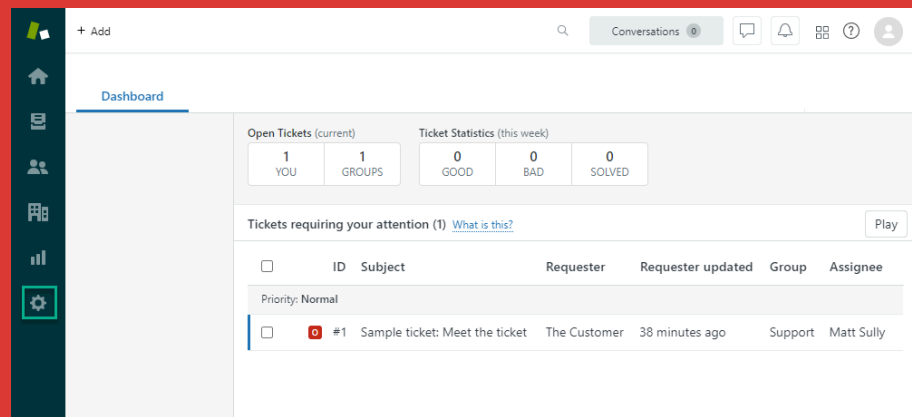 + Add
Conversations 0
Dashboard
Open Tickets (current)
Ticket Statistics (this week)
1 1 0 0 0
YOU GROUPS GOOD BAD SOLVED
Tickets requiring your attention (1) What is this? Play
ID Subject Requester Requester updated Group Assignee
Priority: Normal
O #1 Sample ticket: Meet the ticket The Customer 38 minutes ago Support Matt Sully